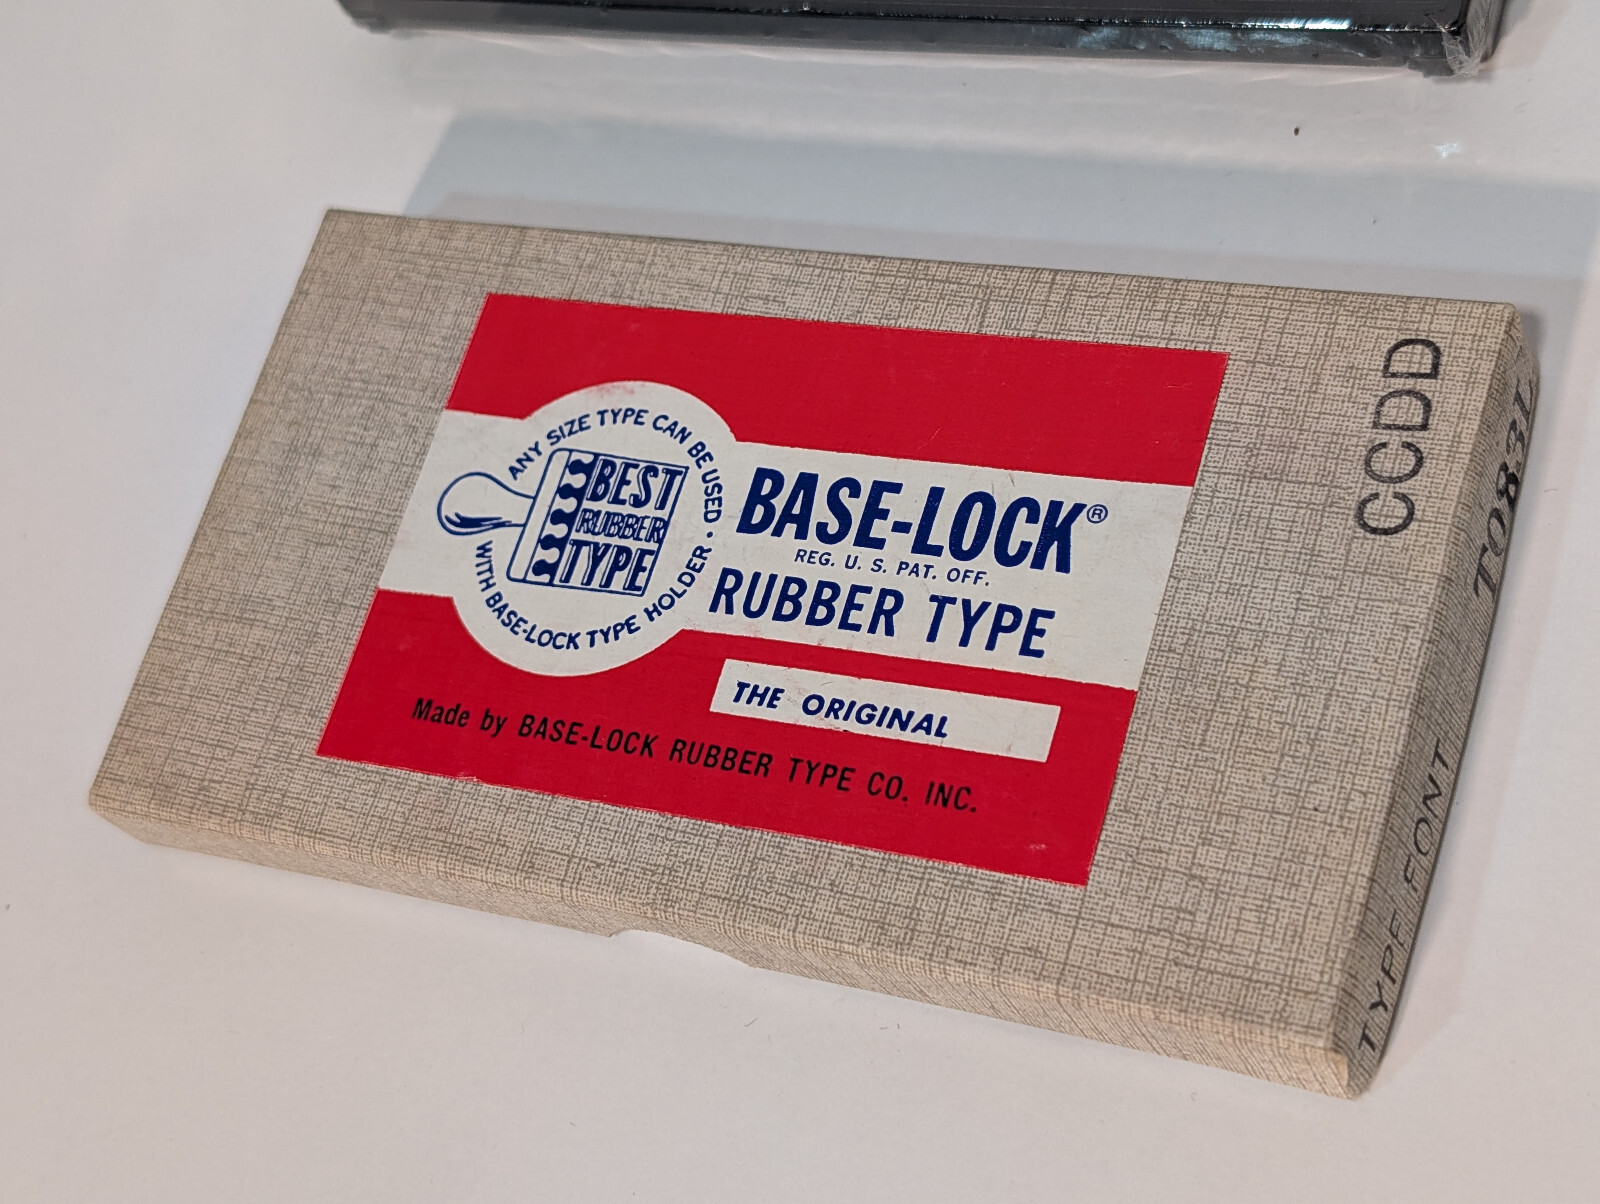 ANY SIZE TYPE CAN BE USED •
WITH BASE-LOCK TYPE HOLDER
BEST
RUBBER
TYPE
BASE-LOCK®
REG. U. S. PAT. OFF.
RUBBER TYPE
THE ORIGINAL
Made by BASE-LOCK RUBBER TYPE CO. INC.
CCDD
TYPE FONT